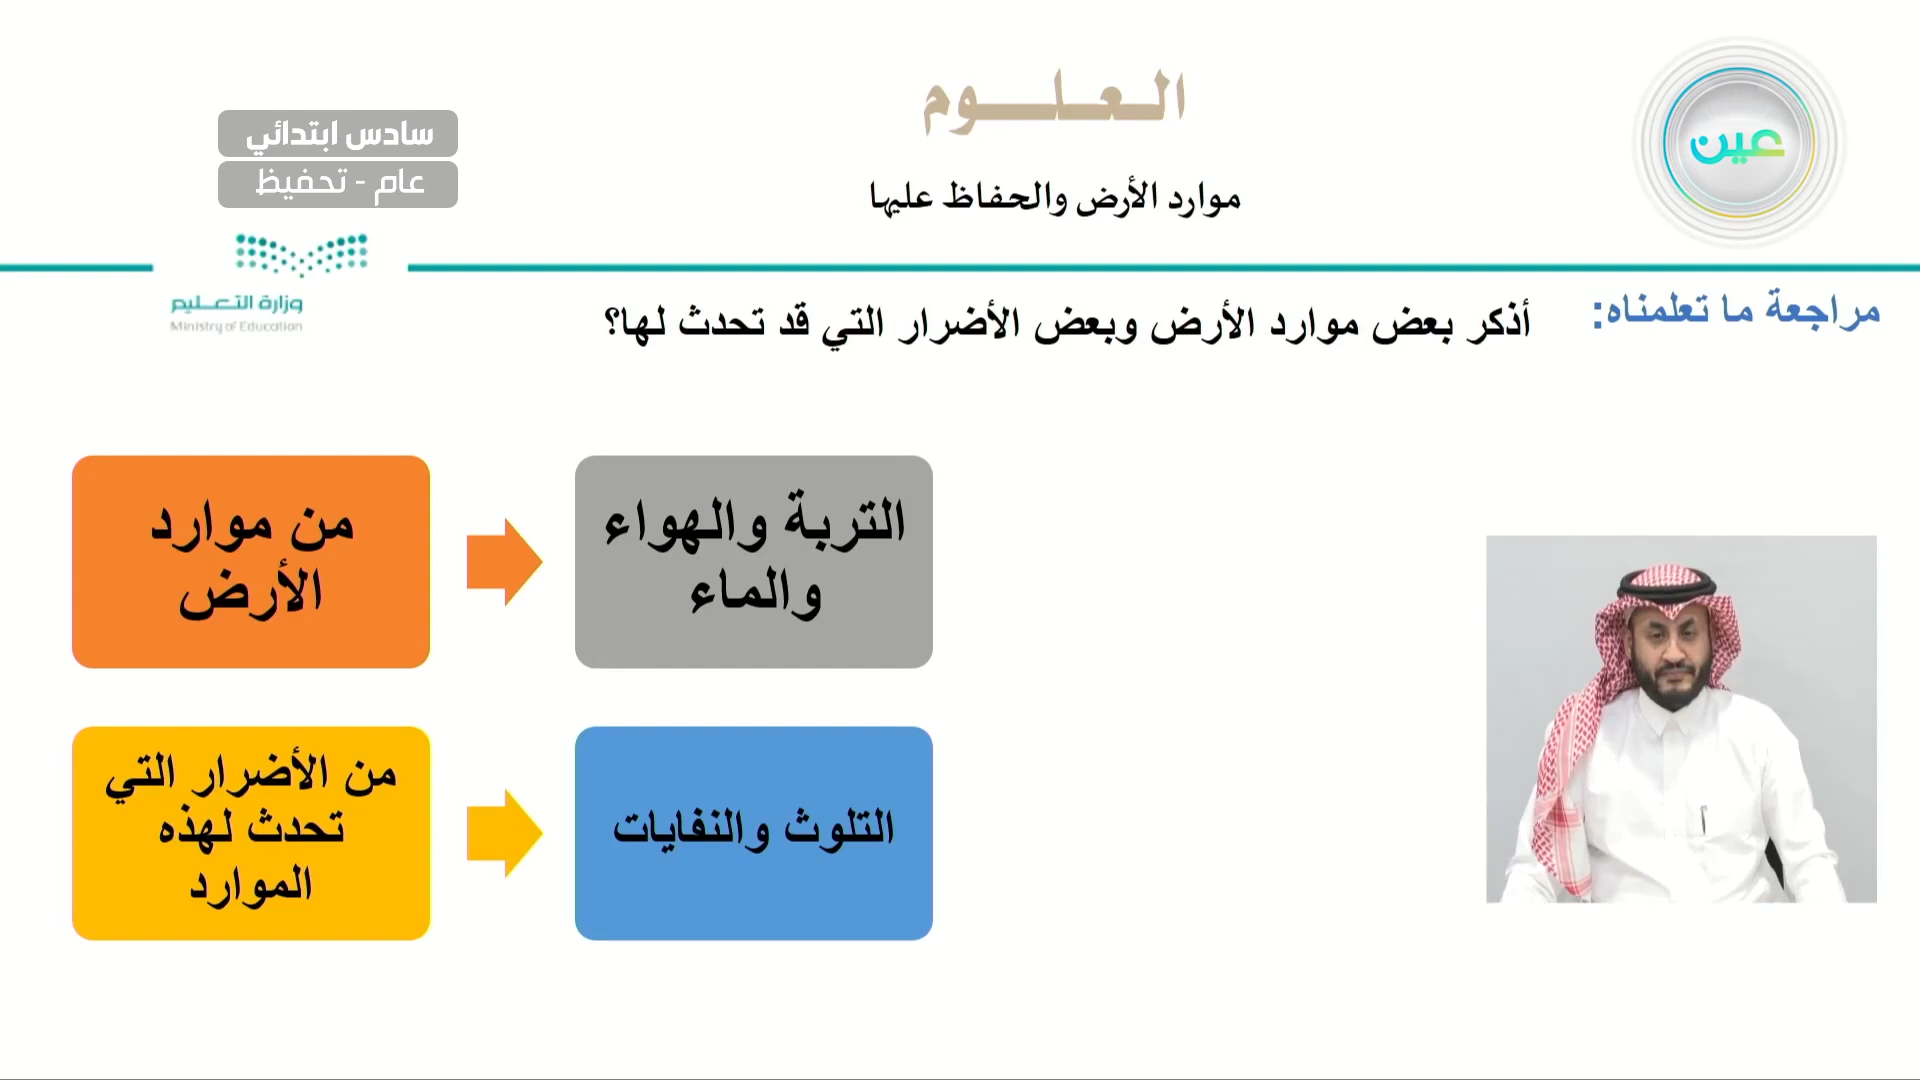 العلوم
عين
سادس ابتدائي
عام - تحفيظ
موارد الأرض والحفاظ عليها
وزارة التعليم
Ministry of Education
مراجعة ما تعلمناه:
أذكر بعض موارد الأرض وبعض الأضرار التي قد تحدث لها؟
من موارد
الأرض
التربة والهواء
والماء
من الأضرار التي
تحدث لهذه
الموارد
التلوث والنفايات